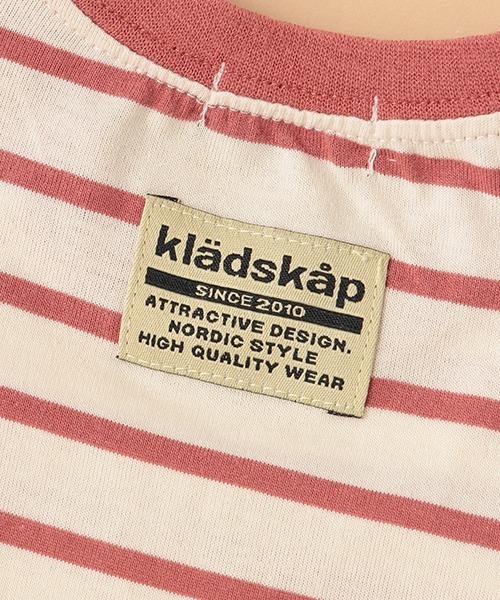 klädskåp
SINCE 2010
ATTRACTIVE DESIGN.
NORDIC STYLE
HIGH QUALITY WEAR